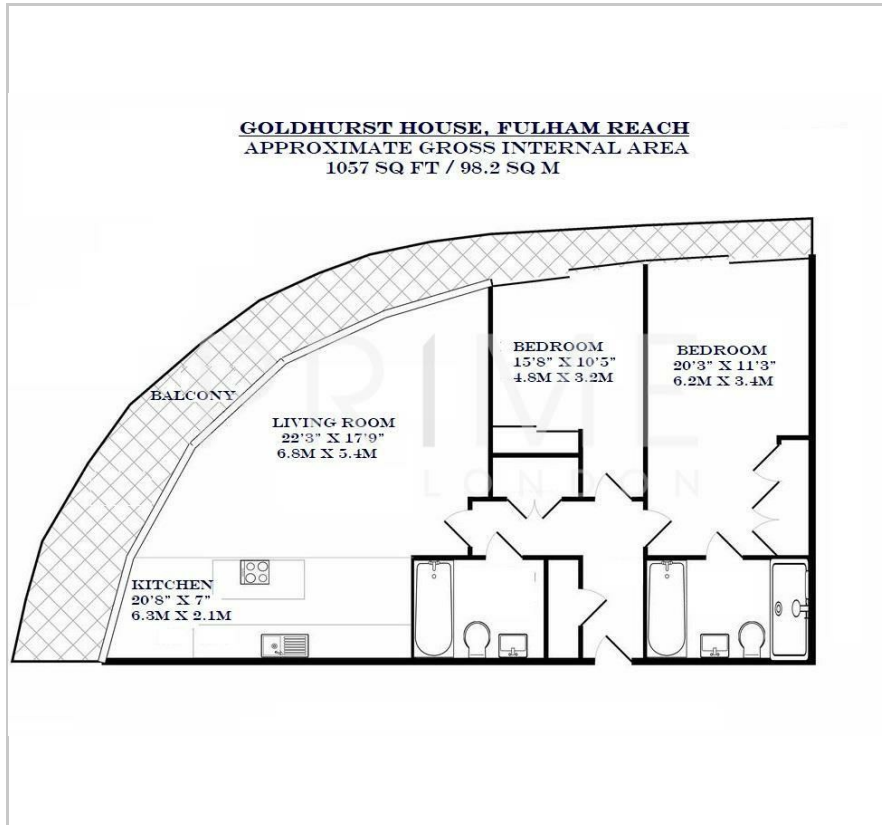 GOLDHURST HOUSE, FULHAM REACH
APPROXIMATE GROSS INTERNAL AREA
1057 SQ FT / 98.2 SQ M
BEDROOM
15'8" X 10'5"
4.8M X 3.2M
BEDROOM
20'3" X 11'3"
6.2M X 3.4M
BALCONY
LIVING ROOM
22'3" X 17'9"
6.8M X 5.4M
PRIME
LONDON
KITCHEN
20'8" X 7"
6.3M X 2.1M